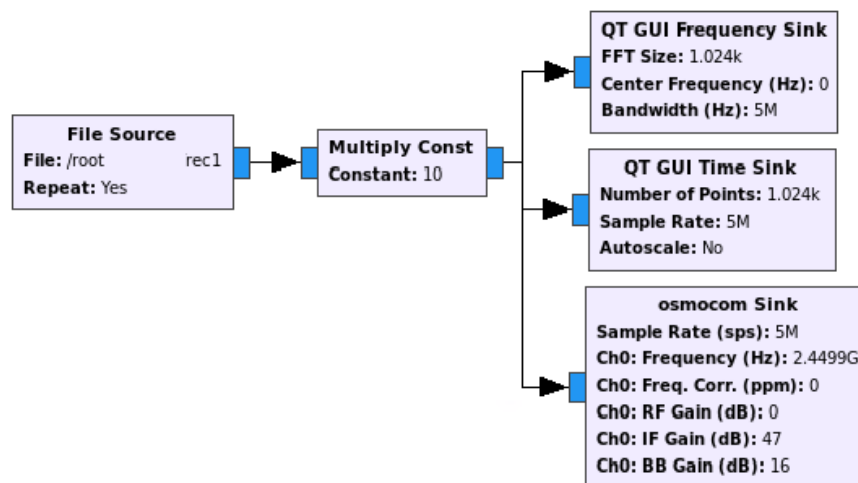 File Source
File: /root rec1
Repeat: Yes
Multiply Const
Constant: 10
QT GUI Frequency Sink
FFT Size: 1.024k
Center Frequency (Hz): 0
Bandwidth (Hz): 5M
QT GUI Time Sink
Number of Points: 1.024k
Sample Rate: 5M
Autoscale: No
osmocom Sink
Sample Rate (sps): 5M
Ch0: Frequency (Hz): 2.4499G
Ch0: Freq. Corr. (ppm): 0
Ch0: RF Gain (dB): 0
Ch0: IF Gain (dB): 47
Ch0: BB Gain (dB): 16